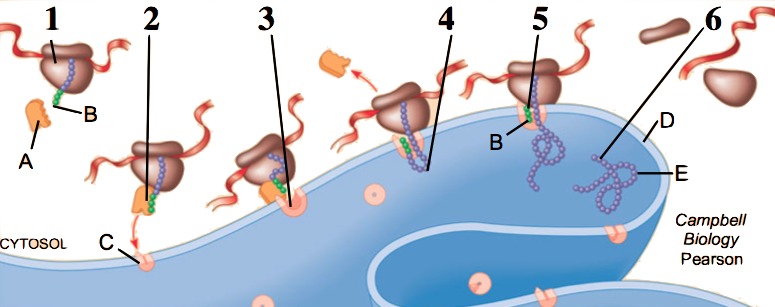 1 2 3 4 5 6
B
A
C
CYTOSOL
B
D
E
Campbell
Biology
Pearson